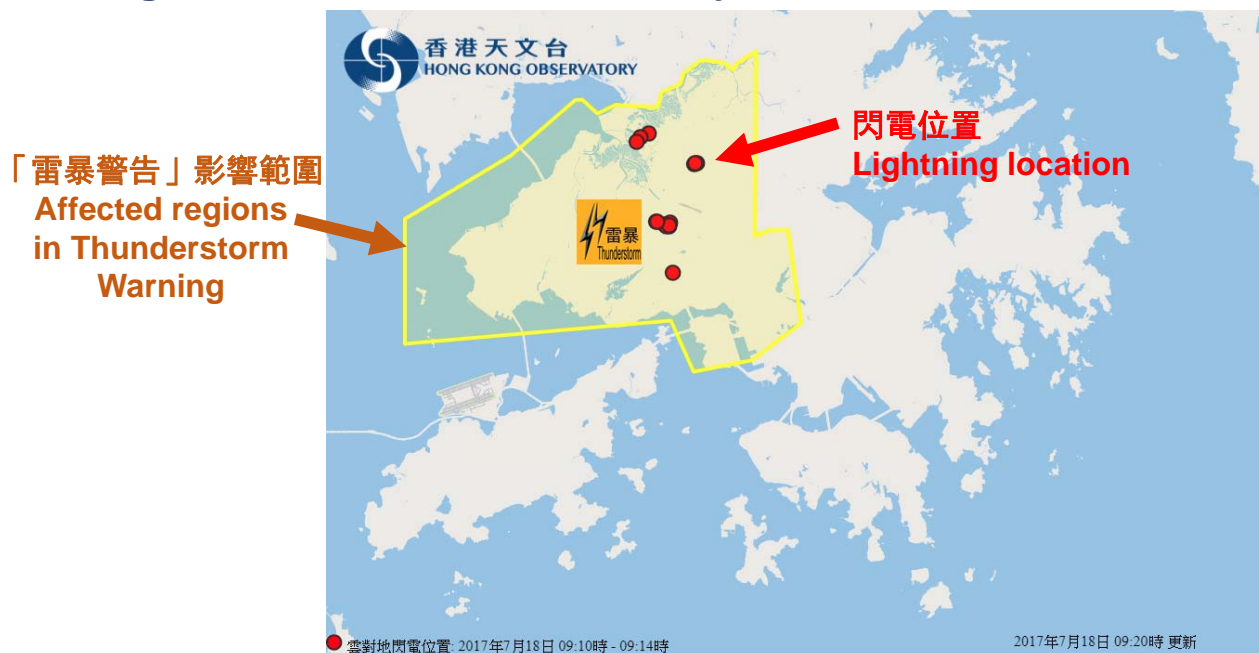 香港天文台
HONG KONG OBSERVATORY
閃電位置
Lightning location
「雷暴警告」影響範圍
Affected regions
in Thunderstorm
Warning
雷暴
Thunderstorm
雲對地閃電位置: 2017年7月18日 09:10時 - 09:14時
2017年7月18日 09:20時 更新